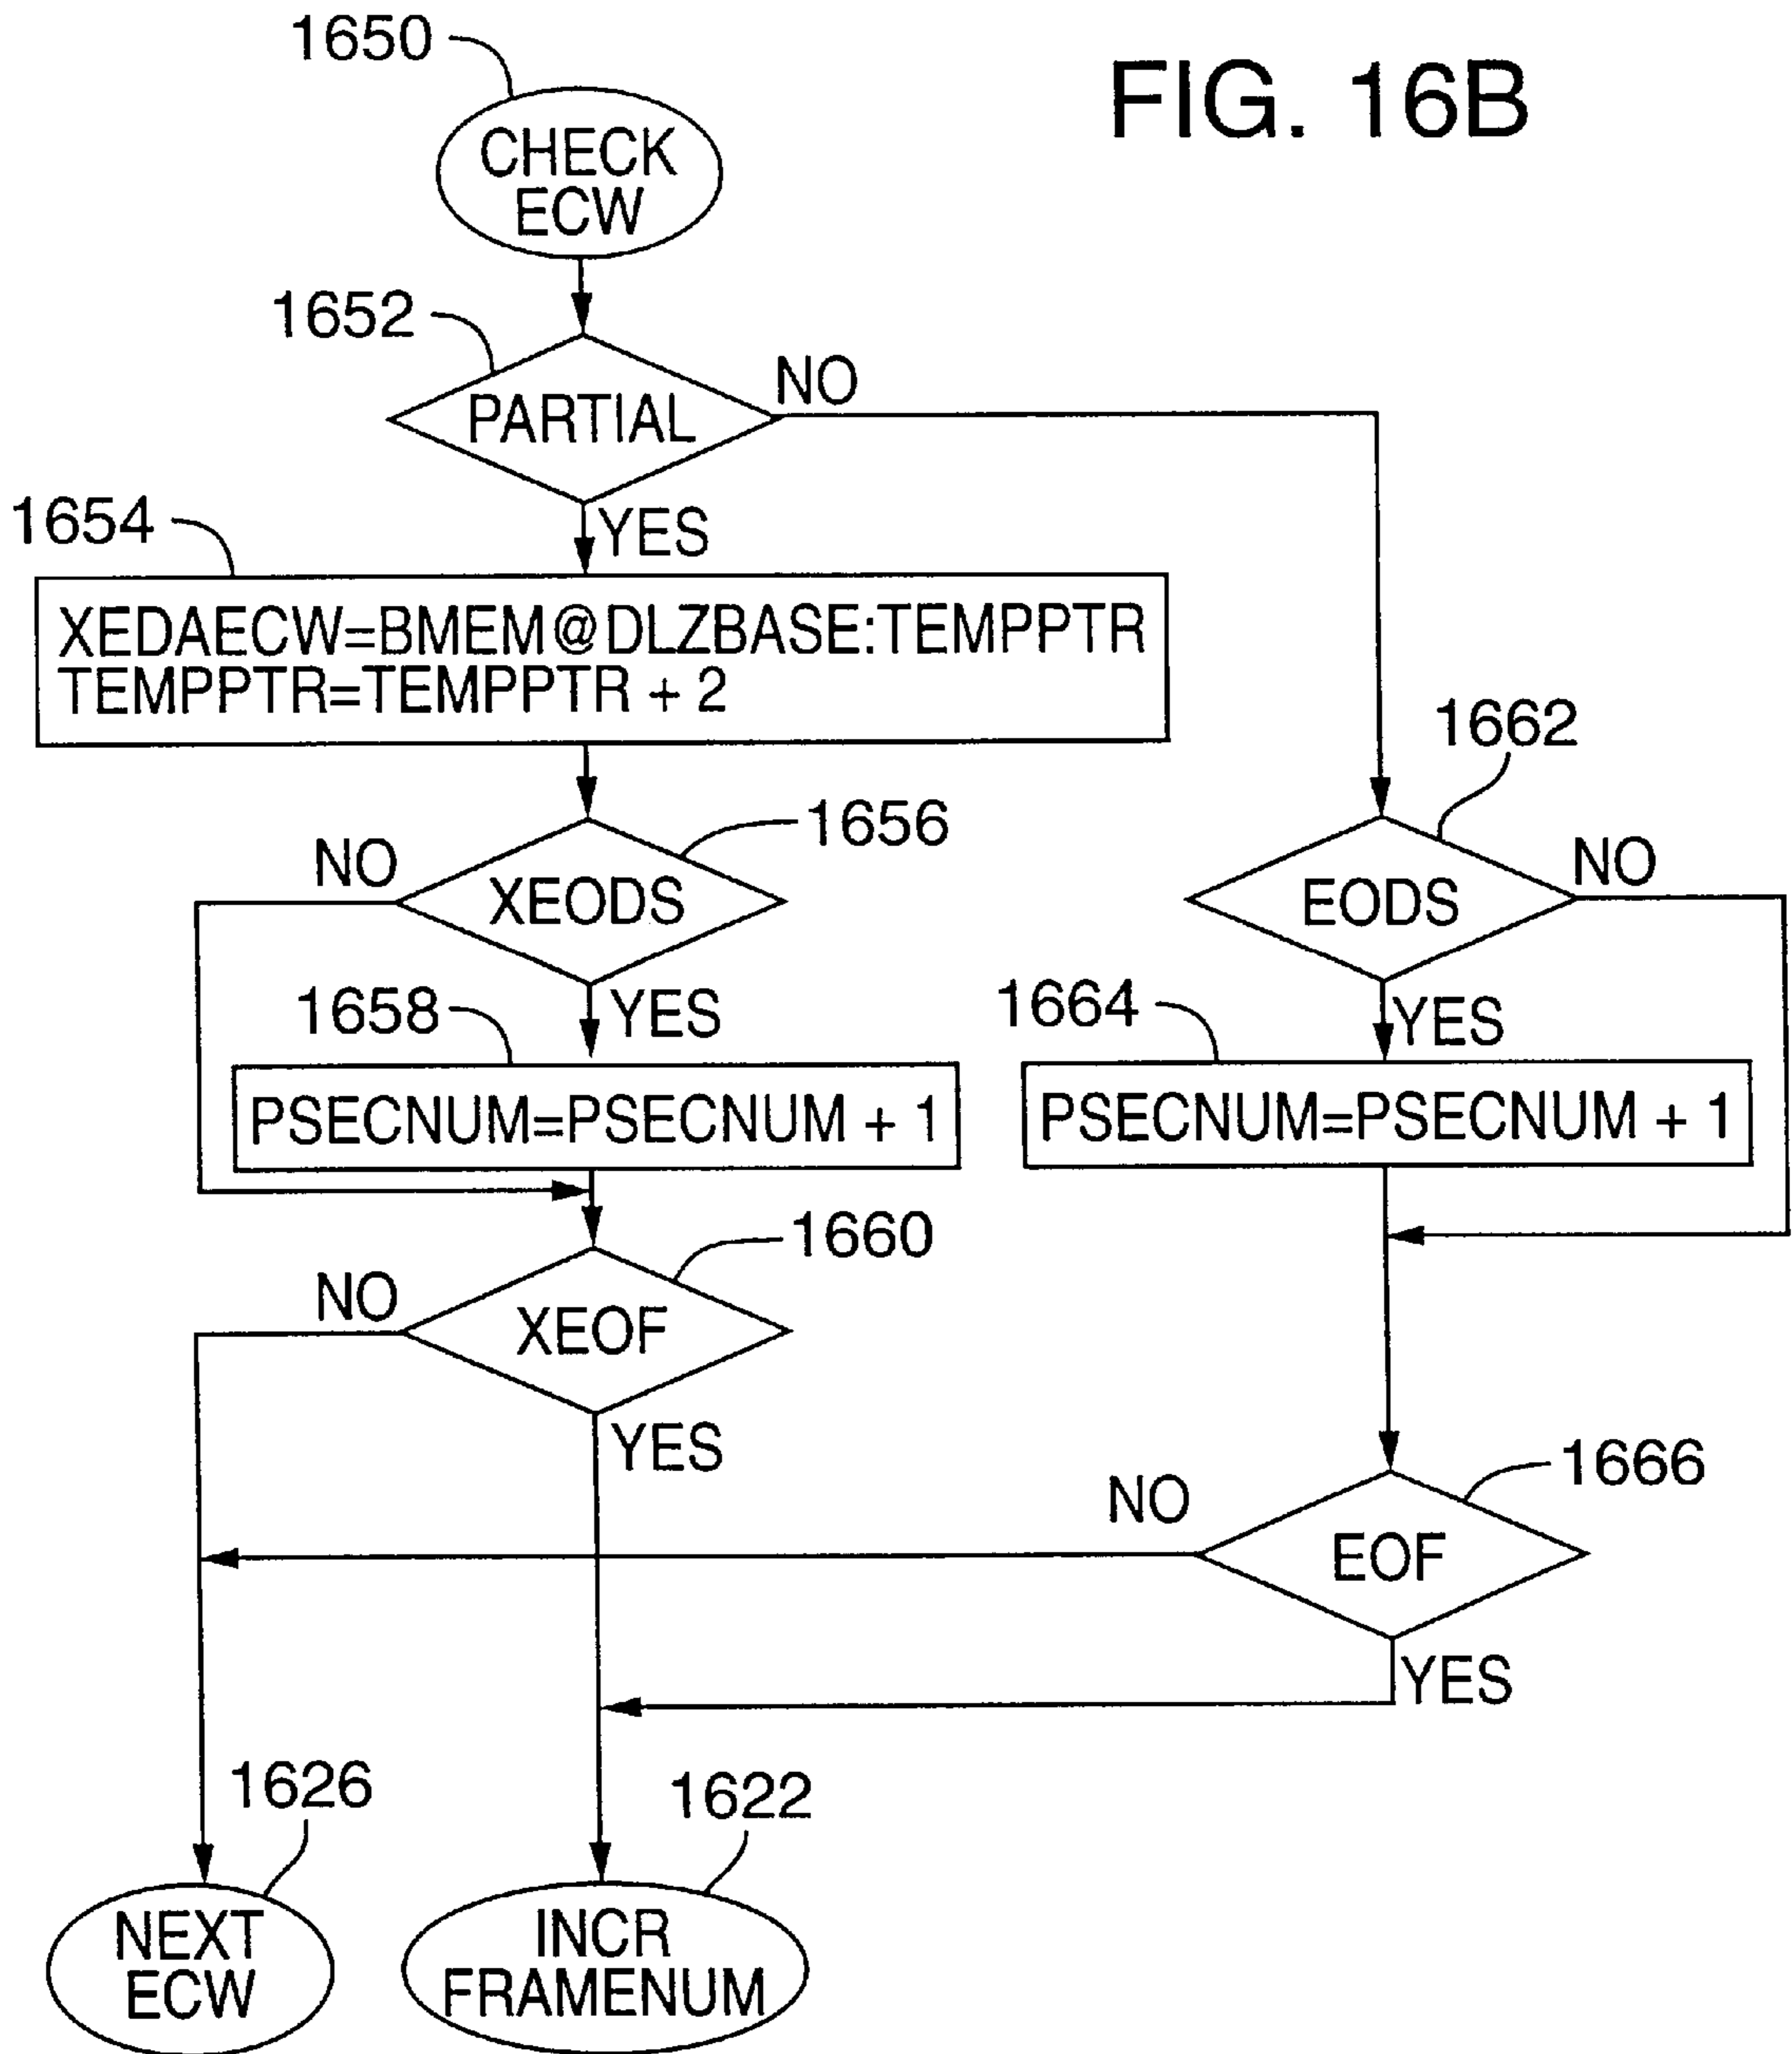 1650
FIG. 16B
CHECK
ECW
1652
NO
PARTIAL
1654
YES
XEDAECW=BMEM@DLZBASE:TEMPPTR
TEMPPTR=TEMPPTR + 2
1662
1656
NO
XEODS
NO
EODS
1658
YES
1664
YES
PSECNUM=PSECNUM + 1
PSECNUM=PSECNUM + 1
1660
NO
XEOF
YES
1666
NO
EOF
YES
1626
1622
NEXT
ECW
INCR
FRAMENUM